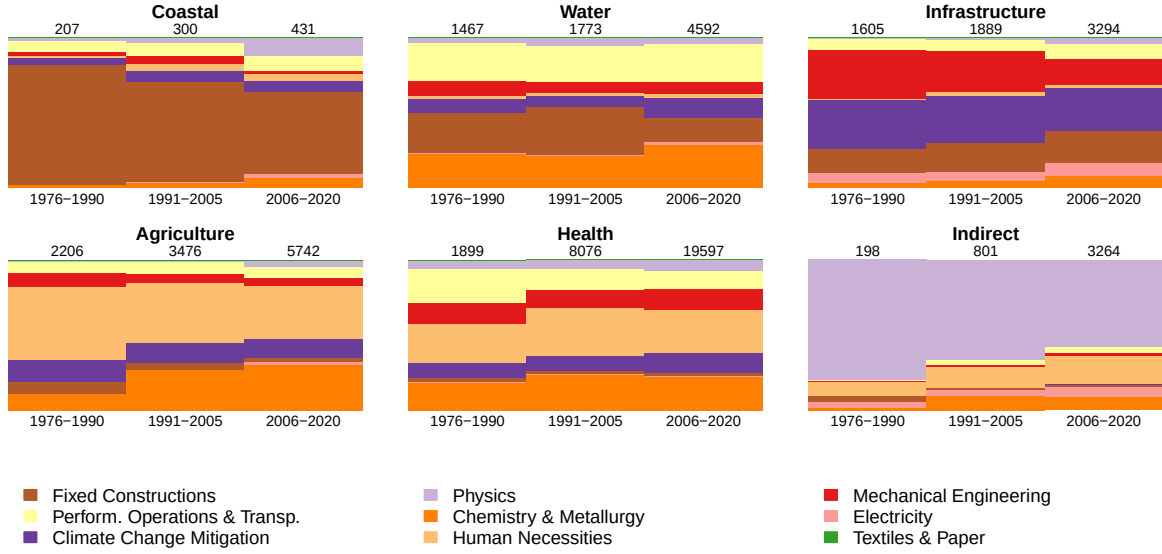 Coastal
207 300 431
1976−1990 1991−2005 2006−2020
Water
1467 1773 4592
1976−1990 1991−2005 2006−2020
Infrastructure
1605 1889 3294
1976−1990 1991−2005 2006−2020
Agriculture
2206 3476 5742
1976−1990 1991−2005 2006−2020
Health
1899 8076 19597
1976−1990 1991−2005 2006−2020
Indirect
198 801 3264
1976−1990 1991−2005 2006−2020
Fixed Constructions
Perform. Operations & Transp.
Climate Change Mitigation
Physics
Chemistry & Metallurgy
Human Necessities
Mechanical Engineering
Electricity
Textiles & Paper